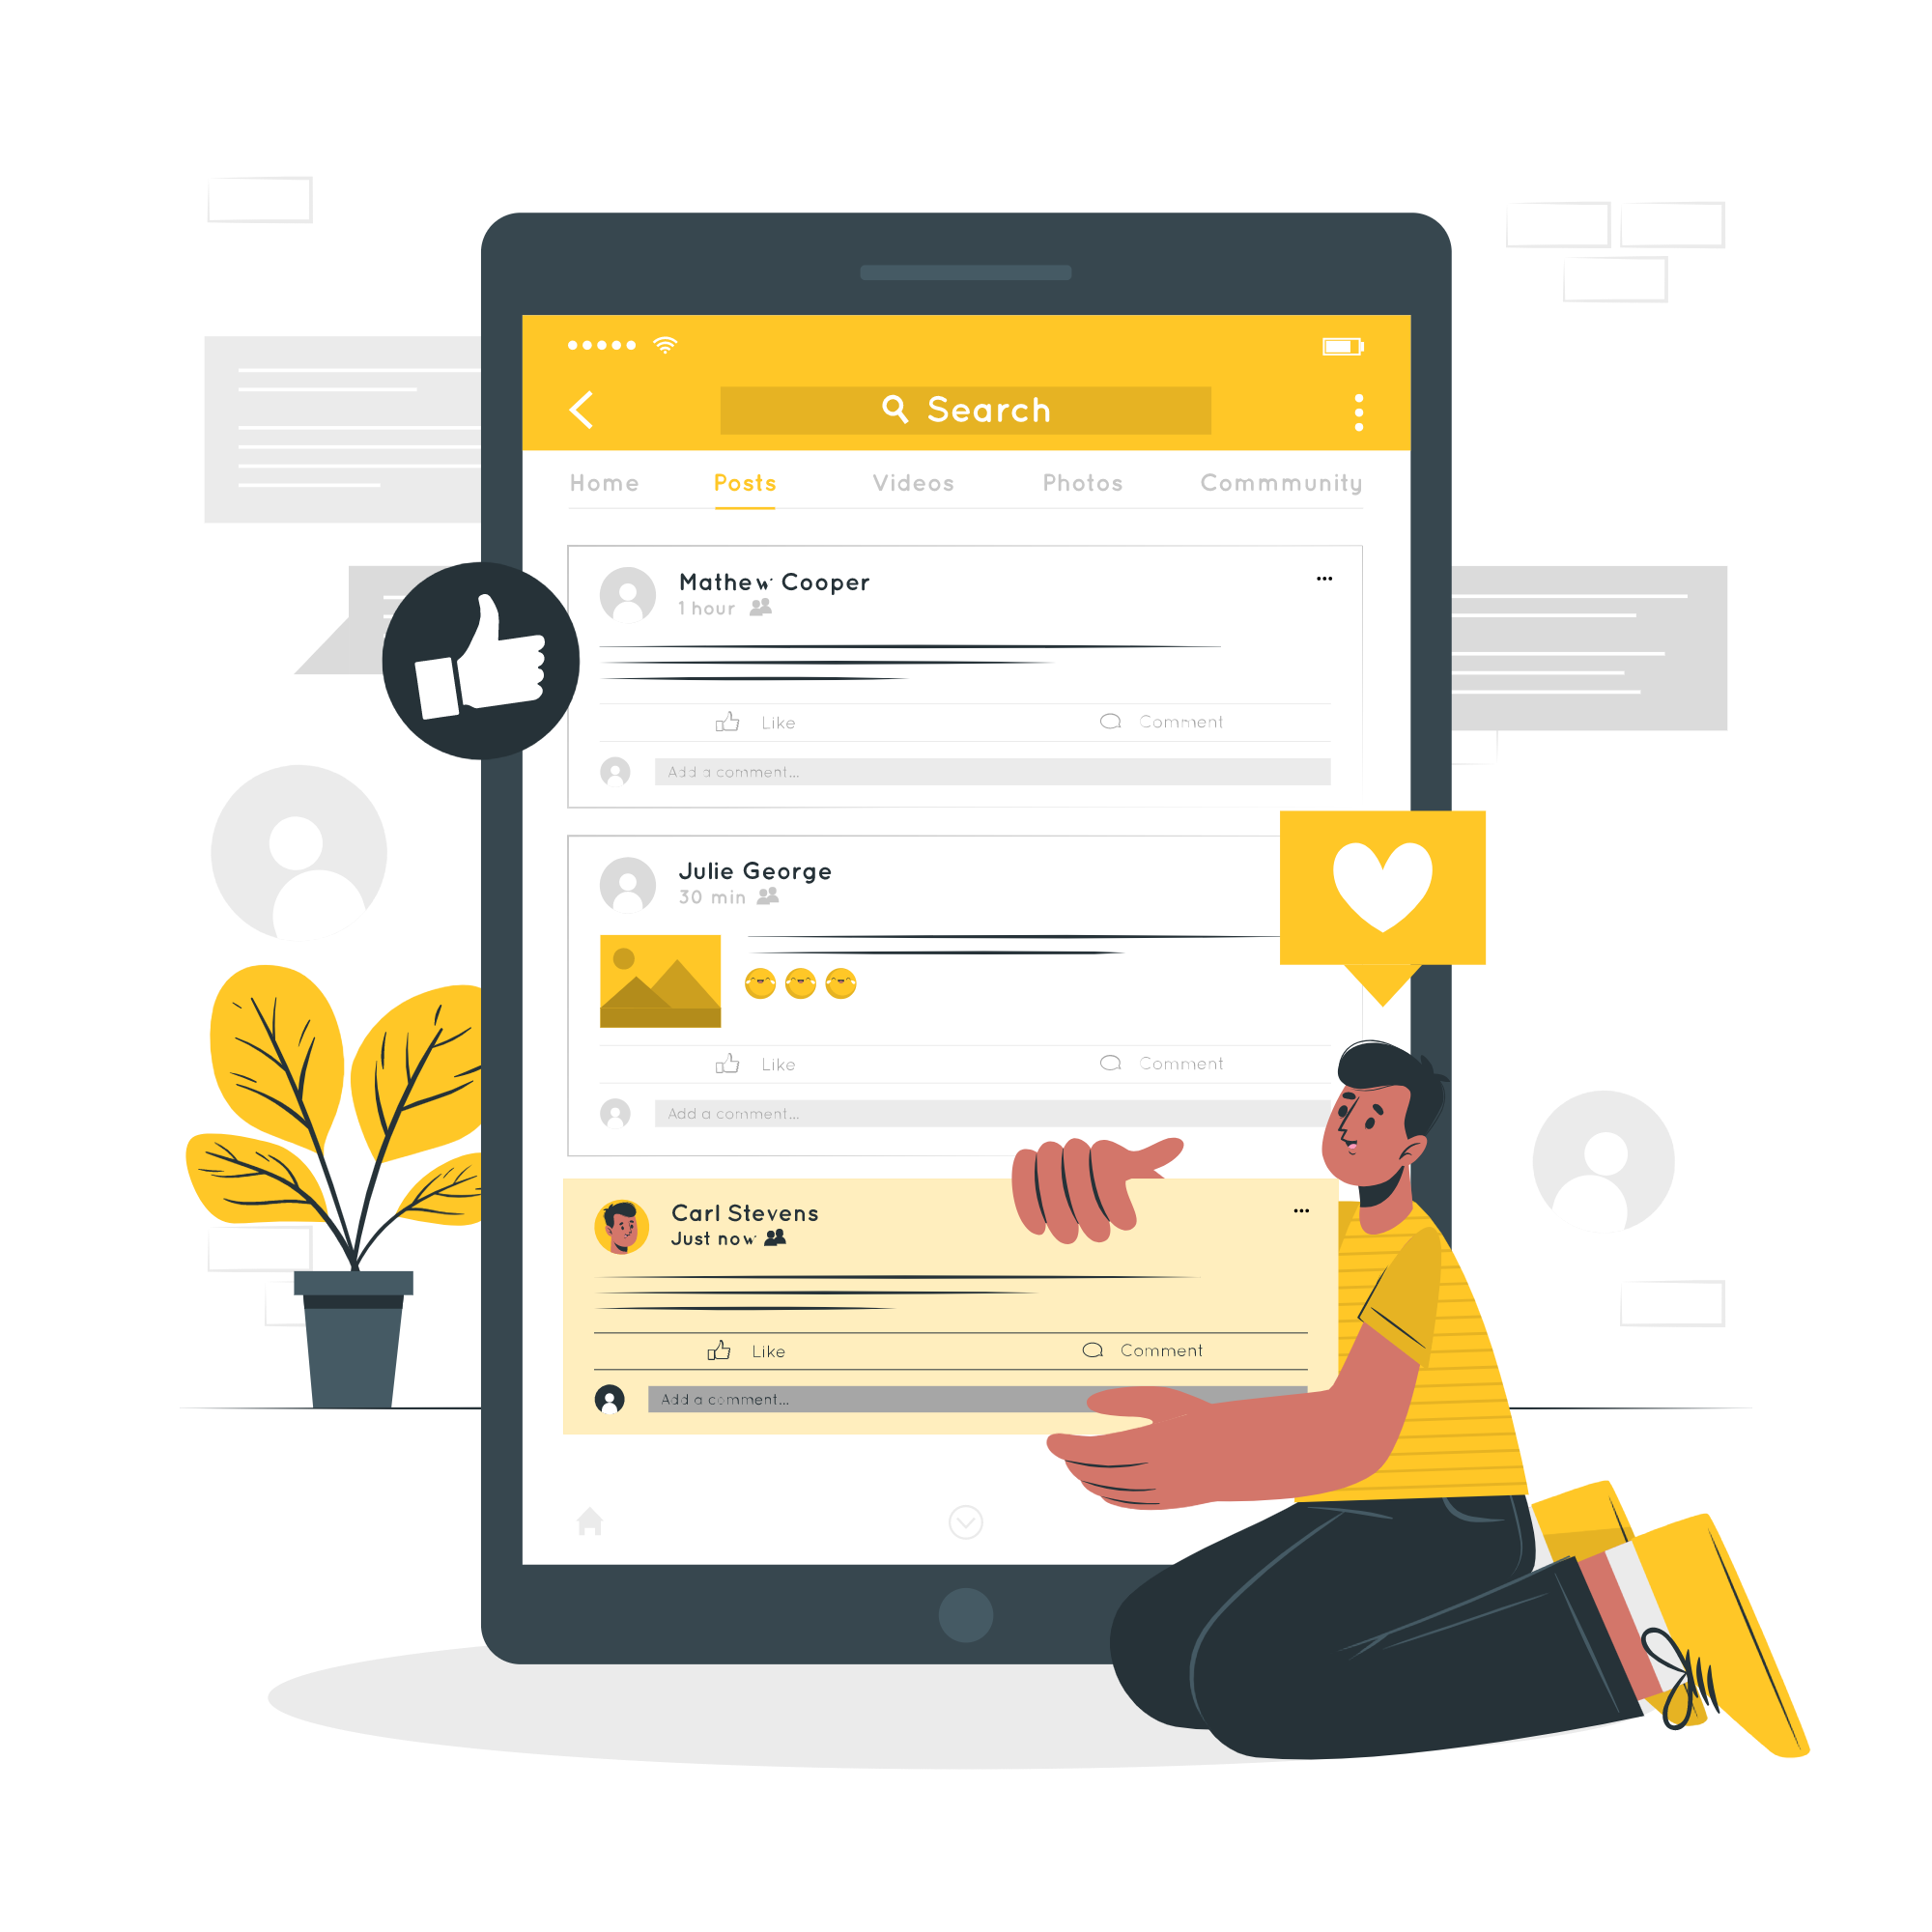 Search
Home Posts Videos Photos Commmunity
Mathew Cooper
1 hour
Like Comment
Add a comment...
Julie George
30 min
Like Comment
Add a comment...
Carl Stevens
Just now
Like Comment
Add a comment...